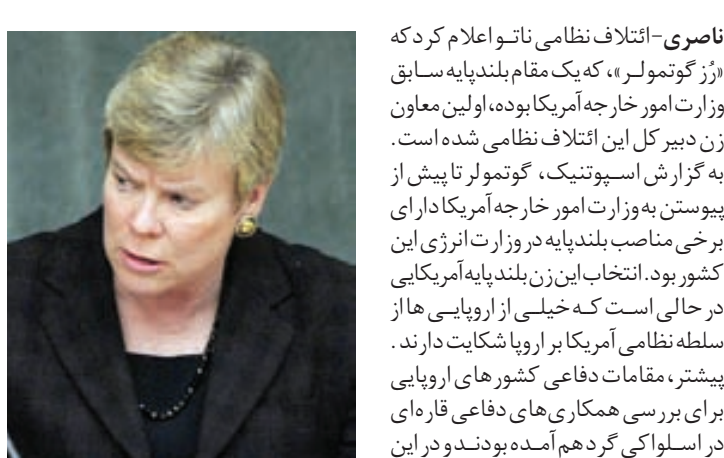 ناصری-ائتلاف نظامی ناتو اعلام کرد که
«رُز گوتمولر»، که یک مقام بلندپایه سابق
وزارت امور خارجه آمریکا بوده، اولین معاون
زن دبیر کل این ائتلاف نظامی شده است.
به گزارش اسپوتنیک، گوتمولر تا پیش از
پیوستن به وزارت امور خارجه آمریکا دارای
برخی مناصب بلندپایه در وزارت انرژی این
کشور بود. انتخاب این زن بلندپایه آمریکایی
در حالی است که خیلی از اروپایی ها از
سلطه نظامی آمریکا بر اروپا شکایت دارند.
پیشتر، مقامات دفاعی کشورهای اروپایی
برای بررسی همکاری‌های دفاعی قاره‌ای
در اسلواکی گرد هم آمده بودند و در این